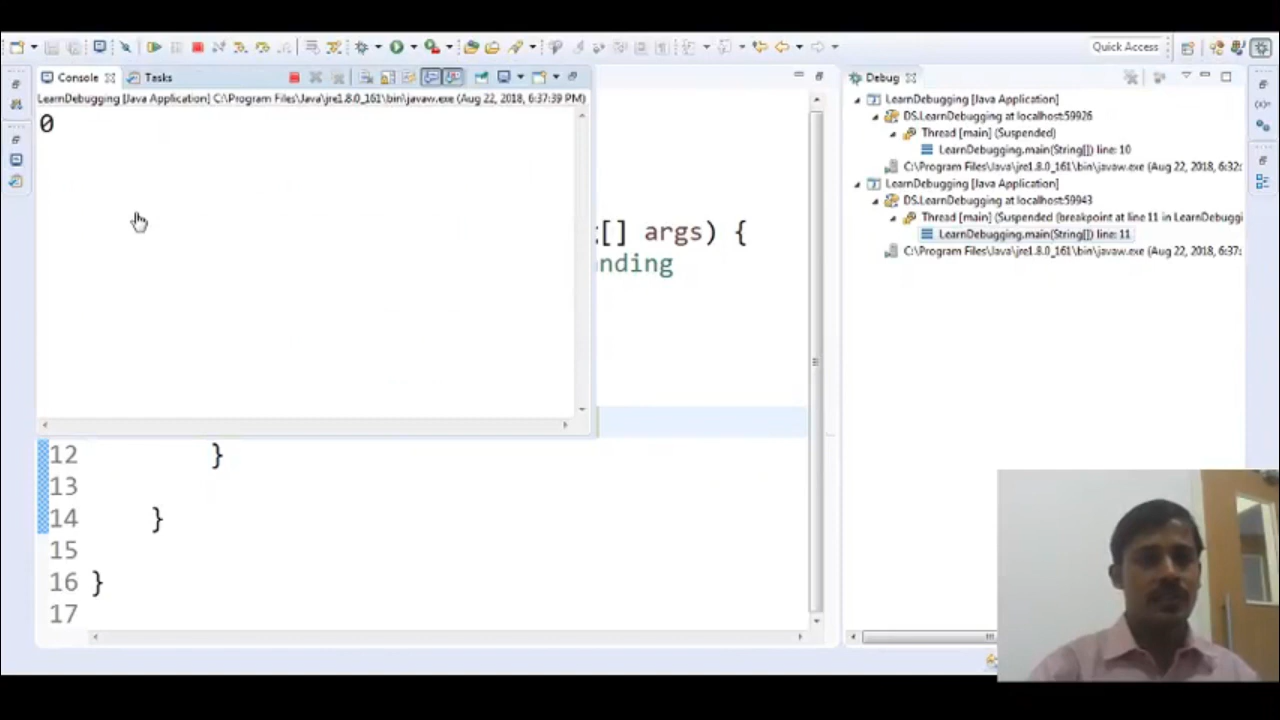 Quick Access
Console
Tasks
LearnDebugging [Java Application] C:\Program Files\Java\jre1.8.0_161\bin\javaw.exe (Aug 22, 2018, 6:37:39 PM)
0
[] args) {
nding
12 }
13
14 }
15
16 }
17
Debug
LearnDebugging [Java Application]
DS.LearnDebugging at localhost:59926
Thread [main] (Suspended)
LearnDebugging.main(String[]) line: 10
C:\Program Files\Java\jre1.8.0_161\bin\javaw.exe (Aug 22, 2018, 6:32:
LearnDebugging [Java Application]
DS.LearnDebugging at localhost:59943
Thread [main] (Suspended (breakpoint at line 11 in LearnDebuggi
LearnDebugging.main(String[]) line: 11
C:\Program Files\Java\jre1.8.0_161\bin\javaw.exe (Aug 22, 2018, 6:37: